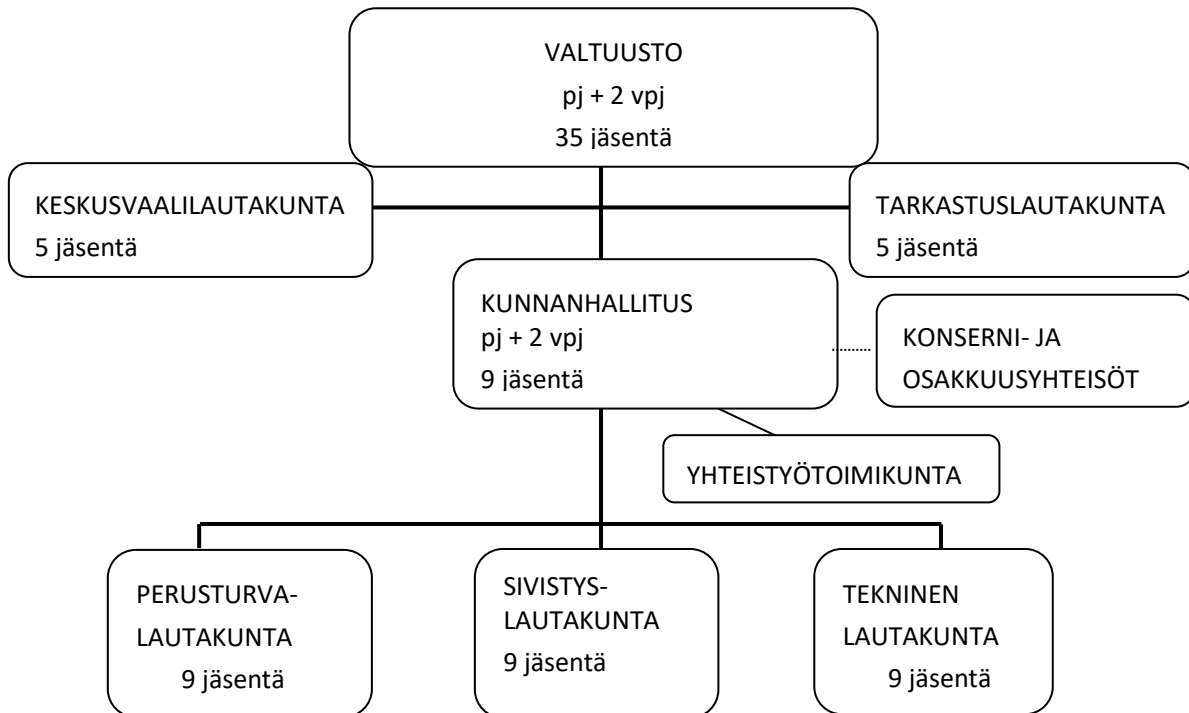 VALTUUSTO
pj + 2 vpj
35 jäsentä
KESKUSVAALILAUTAKUNTA
5 jäsentä
TARKASTUSLAUTAKUNTA
5 jäsentä
KUNNANHALLITUS
pj + 2 vpj
9 jäsentä
KONSERNI- JA
OSAKKUUSYHTEISÖT
YHTEISTYÖTOIMIKUNTA
PERUSTURVA-
LAUTAKUNTA
9 jäsentä
SIVISTYS-
LAUTAKUNTA
9 jäsentä
TEKNINEN
LAUTAKUNTA
9 jäsentä